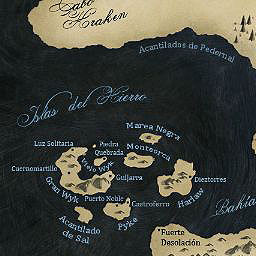 Cabo
Kraken
Acantilados de Pedernal
Islas del Hierro
Marea Negra
Luz Solitaria
Piedra
Quebrada
Monteorca
Viejo Wyk
Cuernomartillo
Guijarra
Dieztorres
Gran Wyk
Puerto Noble
Castroferro
Harlaw
Acantilado
de Sal
Pyke
Bahía
Fuerte
Desolación